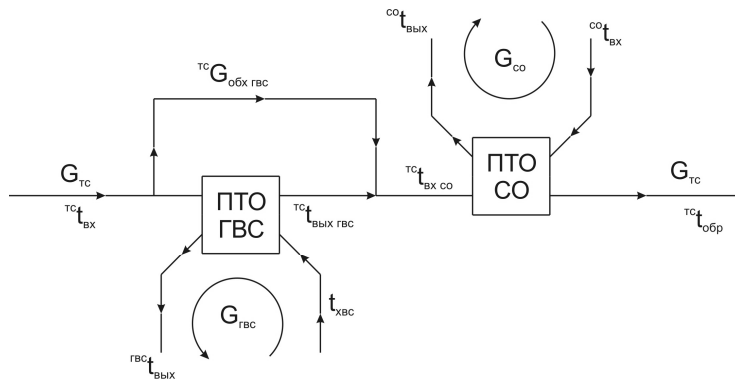 со t вых
со t вх
G со
тс G обх гвс
G тс
тс t вх
ПТО
ГВС
тс t вых гвс
тс t вх со
ПТО
СО
G тс
тс t обр
G гвс
t хвс
гвс t вых